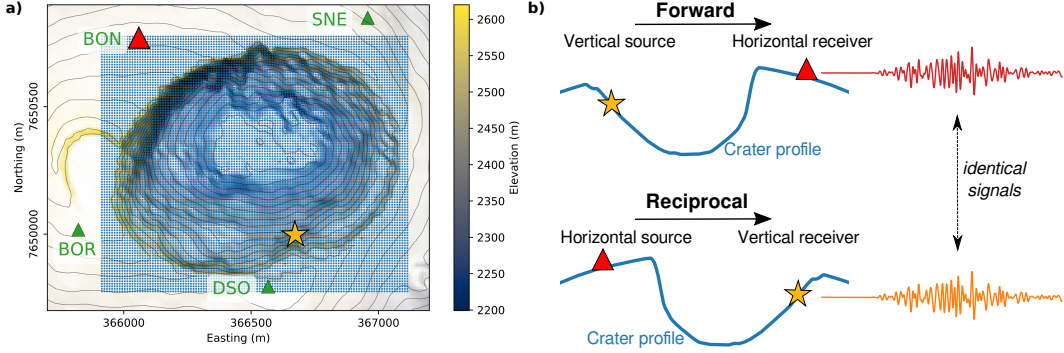 a)
BON
SNE
BOR
DSO
7650500
7650000
Northing (m)
366000
366500
367000
Easting (m)
2600
2550
2500
2450
2400
2350
2300
2250
2200
Elevation (m)
b)
Forward
Vertical source
Horizontal receiver
Crater profile
identical
signals
Reciprocal
Horizontal source
Vertical receiver
Crater profile